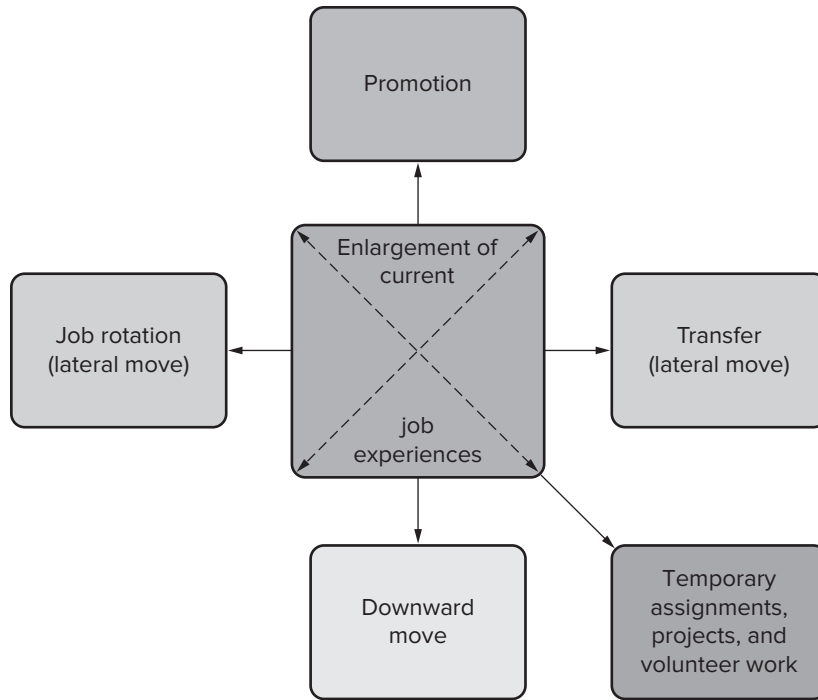 Promotion
Enlargement of
current
Job rotation
(lateral move)
Transfer
(lateral move)
job
experiences
Downward
move
Temporary
assignments,
projects, and
volunteer work